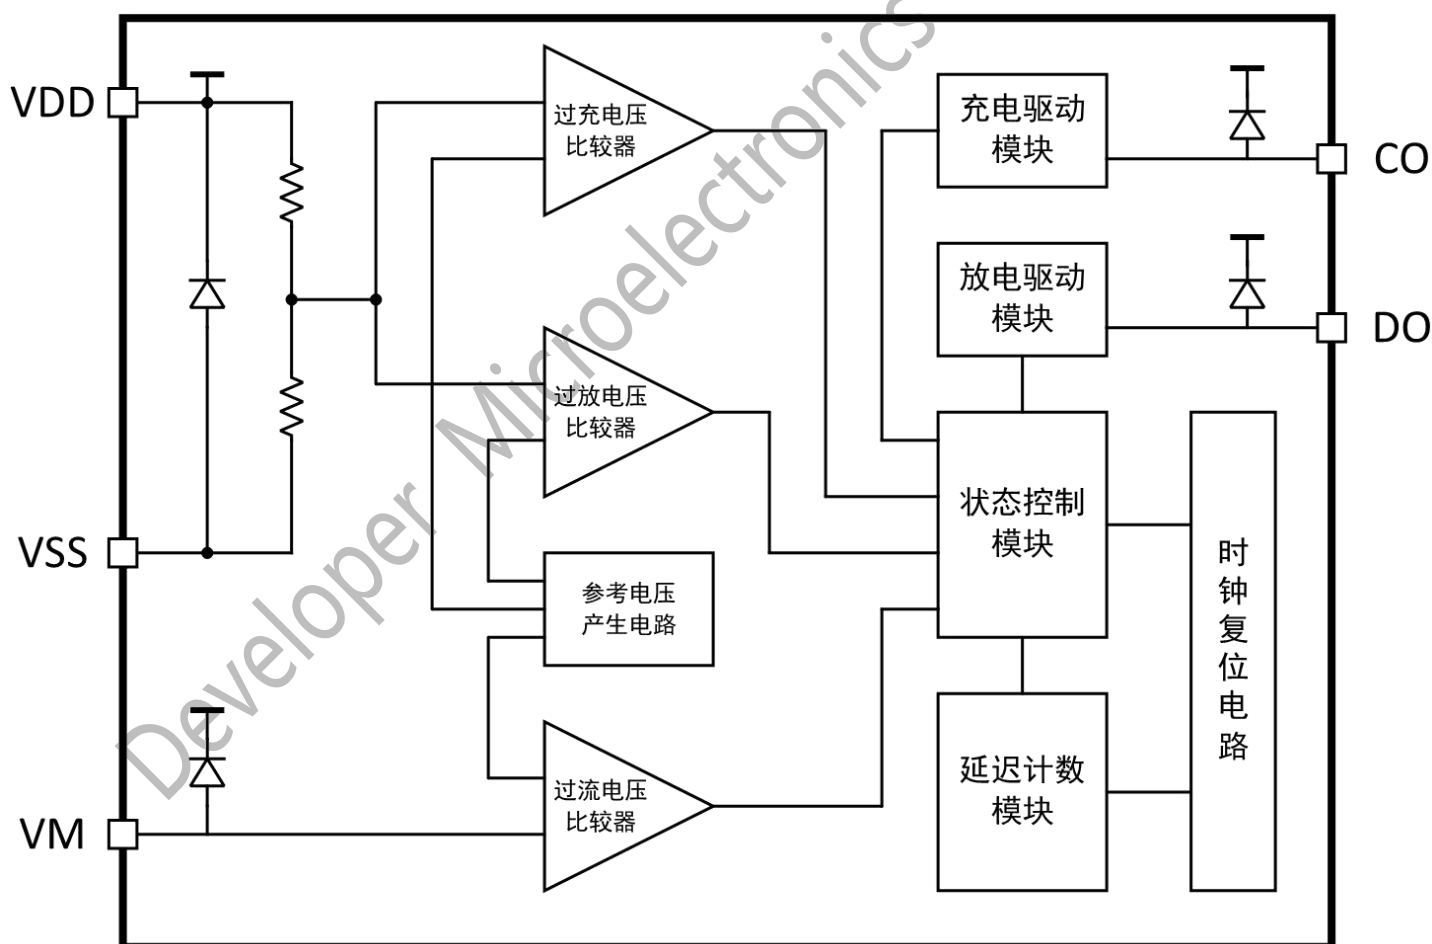 VDD
VSS
VM
过充电压
比较器
过放电压
比较器
参考电压
产生电路
过流电压
比较器
充电驱动
模块
放电驱动
模块
状态控制
模块
延迟计数
模块
时
钟
复
位
电
路
CO
DO
Developer Microelectronics